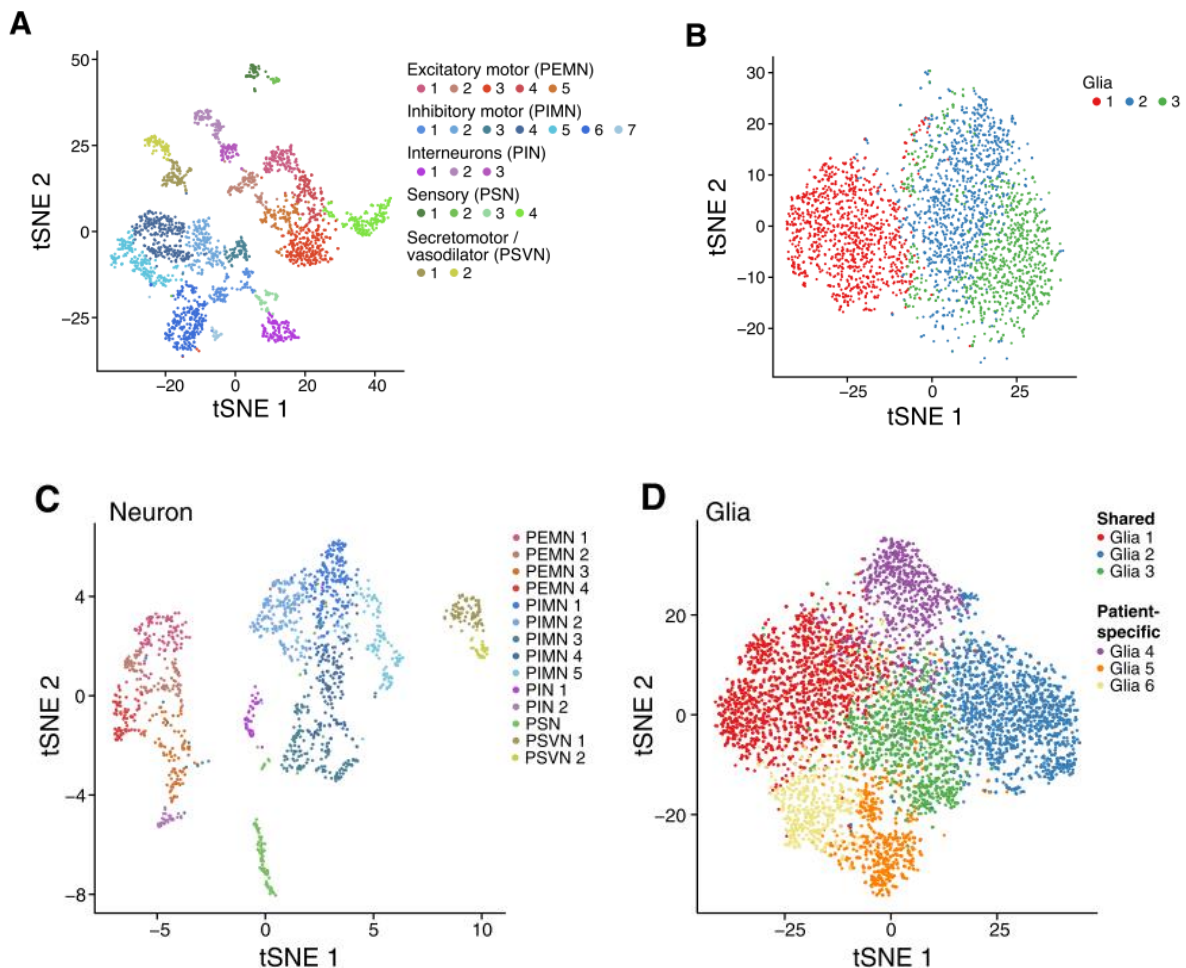 A
50
25
0
−25
−20
0
20
40
tSNE 1
tSNE 2
Excitatory motor (PEMN)
1 2 3 4 5
Inhibitory motor (PIMN)
1 2 3 4 5 6 7
Interneurons (PIN)
1 2 3
Sensory (PSN)
1 2 3 4
Secretomotor /
vasodilator (PSVN)
1 2
B
30
20
10
0
−10
−20
−25
0
25
tSNE 1
tSNE 2
Glia
1 2 3
C
Neuron
4
0
−4
−8
−5
0
5
10
tSNE 1
tSNE 2
PEMN 1
PEMN 2
PEMN 3
PEMN 4
PIMN 1
PIMN 2
PIMN 3
PIMN 4
PIMN 5
PIN 1
PIN 2
PSN
PSVN 1
PSVN 2
D
Glia
20
0
−20
−25
0
25
tSNE 1
tSNE 2
Shared
Glia 1
Glia 2
Glia 3
Patient-
specific
Glia 4
Glia 5
Glia 6